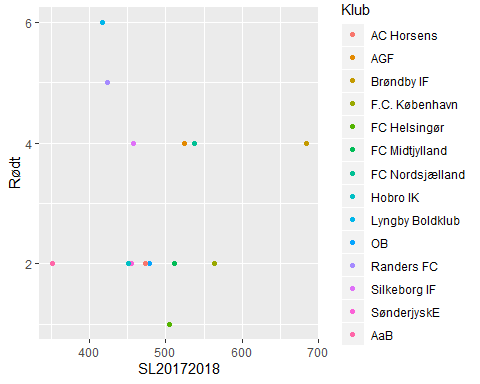 Klub
6
4
2
Rødt
400
500
600
700
SL20172018
AC Horsens
AGF
Brøndby IF
F.C. København
FC Helsingør
FC Midtjylland
FC Nordsjælland
Hobro IK
Lyngby Boldklub
OB
Randers FC
Silkeborg IF
SønderjyskE
AaB